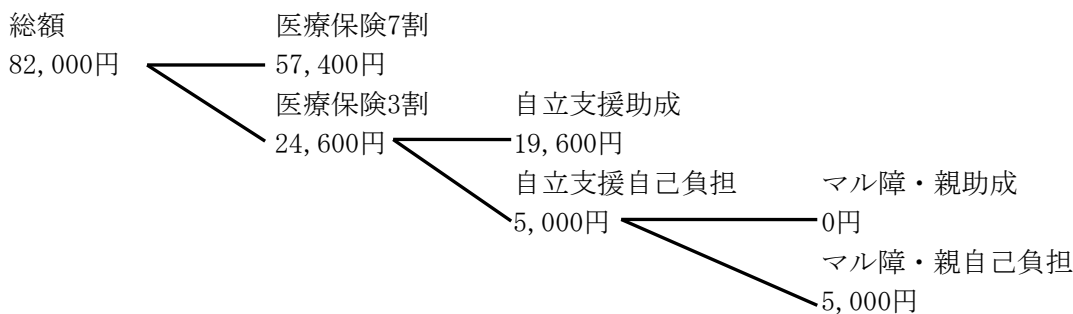 総額 医療保険7割
82,000円 57,400円
医療保険3割 自立支援助成
24,600円 19,600円
自立支援自己負担 マル障・親助成
5,000円 0円
マル障・親自己負担
5,000円